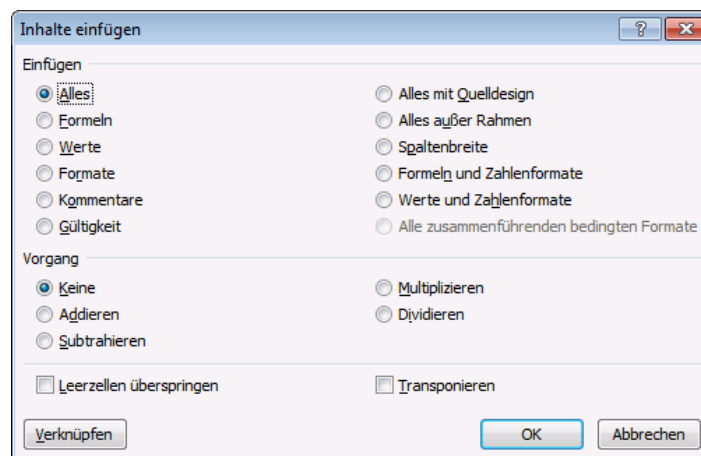 Inhalte einfügen
Einfügen
Alles
Alles mit Quelldesign
Formeln
Alles außer Rahmen
Werte
Spaltenbreite
Formate
Formeln und Zahlenformate
Kommentare
Werte und Zahlenformate
Gültigkeit
Alle zusammenführenden bedingten Formate
Vorgang
Keine
Multiplizieren
Addieren
Dividieren
Subtrahieren
Leerzellen überspringen
Transponieren
Verknüpfen
OK
Abbrechen